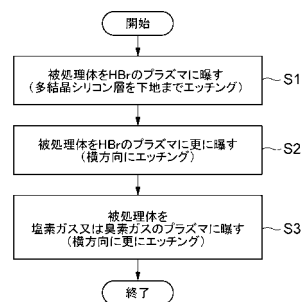 開始
被処理体をHBrのプラズマに曝す
(多結晶シリコン層を下地までエッチング)
S1
被処理体をHBrのプラズマに更に曝す
(横方向にエッチング)
S2
被処理体を
塩素ガス又は臭素ガスのプラズマに曝す
(横方向に更にエッチング)
S3
終了